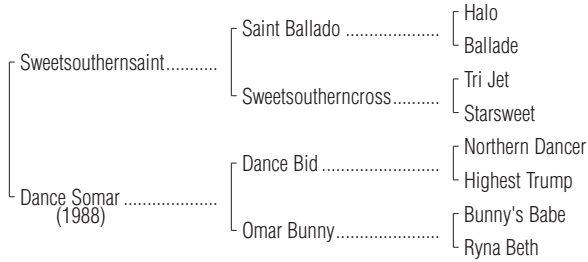 Halo
Saint Ballado ....................
Ballade
Sweetsouthernsaint...........
Tri Jet
Sweetsoutherncross..........
Starsweet
Northern Dancer
Dance Bid .........................
Highest Trump
Dance Somar ....................
(1988)
Bunny's Babe
Omar Bunny......................
Ryna Beth